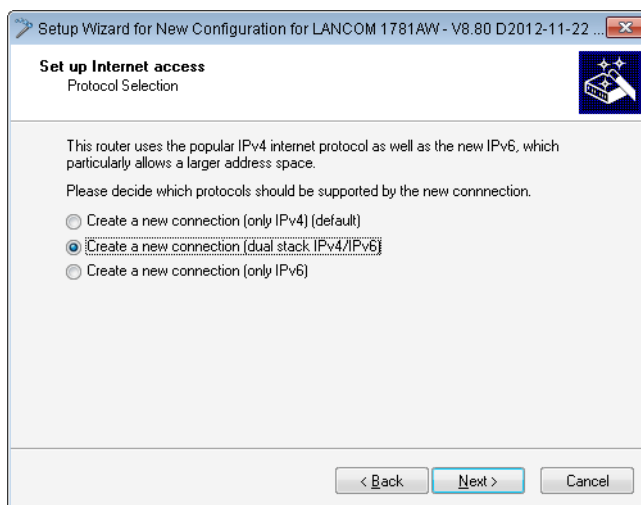 Setup Wizard for New Configuration for LANCOM 1781AW - V8.80 D2012-11-22 ...
Set up Internet access
Protocol Selection
This router uses the popular IPv4 internet protocol as well as the new IPv6, which
particularly allows a larger address space.
Please decide which protocols should be supported by the new connnection.
Create a new connection (only IPv4) (default)
Create a new connection (dual stack IPv4/IPv6)
Create a new connection (only IPv6)
< Back Next > Cancel